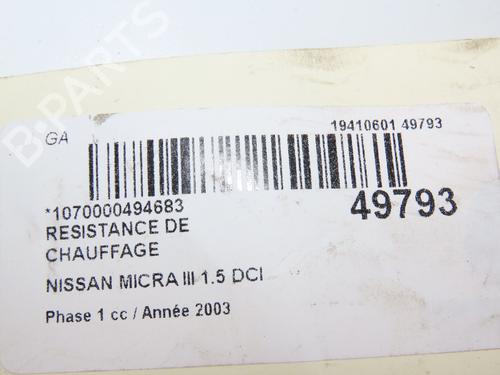 B-PARTS
GA
19410601 49793
*1070000494683
49793
RESISTANCE DE
CHAUFFAGE
NISSAN MICRA III 1.5 DCI
Phase 1 cc / Année 2003